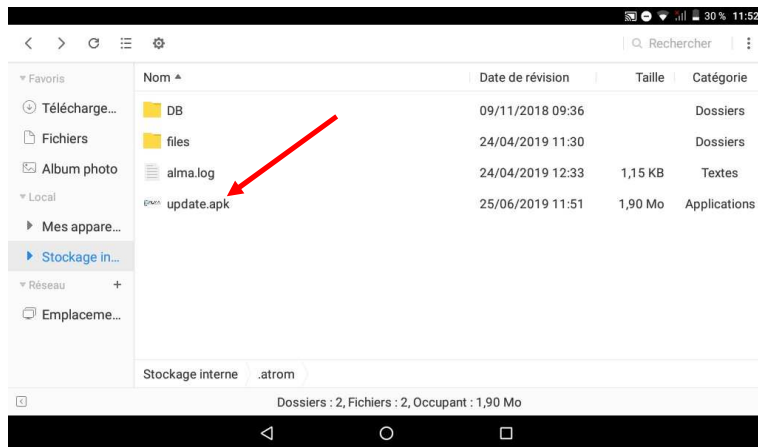 30 % 11:52
Rechercher
Favoris
Nom Date de révision Taille Catégorie
Télécharge... DB 09/11/2018 09:36 Dossiers
Fichiers files 24/04/2019 11:30 Dossiers
Album photo alma.log 24/04/2019 12:33 1,15 KB Textes
Local update.apk 25/06/2019 11:51 1,90 Mo Applications
Mes appare...
Stockage in...
Réseau +
Emplaceme...
Stockage interne .atrom
Dossiers : 2, Fichiers : 2, Occupant : 1,90 Mo